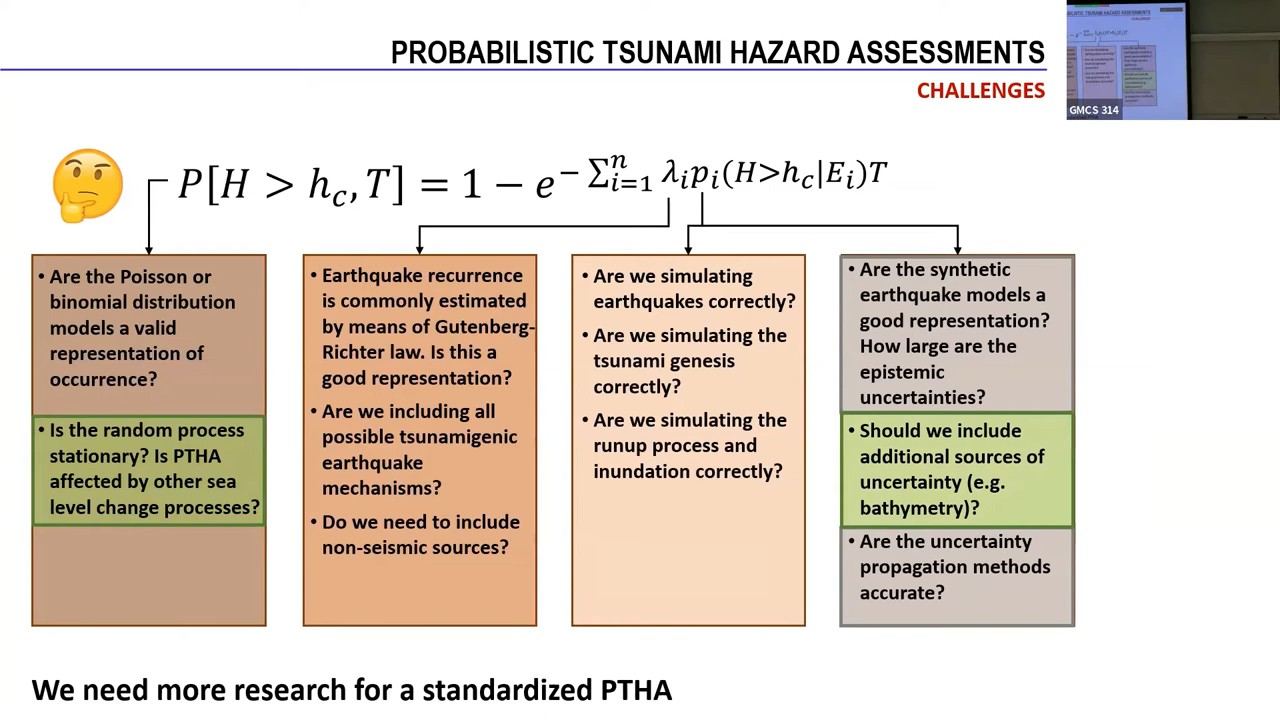 PROBABILISTIC TSUNAMI HAZARD ASSESSMENTS
CHALLENGES
GMCS 314
P[H > h_c, T] = 1 − e^{− ∑_{i=1}^{n} λ_i p_i(H>h_c|E_i)T}
• Are the Poisson or
binomial distribution
models a valid
representation of
occurrence?
• Is the random process
stationary? Is PTHA
affected by other sea
level change processes?
• Earthquake recurrence
is commonly estimated
by means of Gutenberg-
Richter law. Is this a
good representation?
• Are we including all
possible tsunamigenic
earthquake
mechanisms?
• Do we need to include
non-seismic sources?
• Are we simulating
earthquakes correctly?
• Are we simulating the
tsunami genesis
correctly?
• Are we simulating the
runup process and
inundation correctly?
• Are the synthetic
earthquake models a
good representation?
How large are the
epistemic
uncertainties?
• Should we include
additional sources of
uncertainty (e.g.
bathymetry)?
• Are the uncertainty
propagation methods
accurate?
We need more research for a standardized PTHA